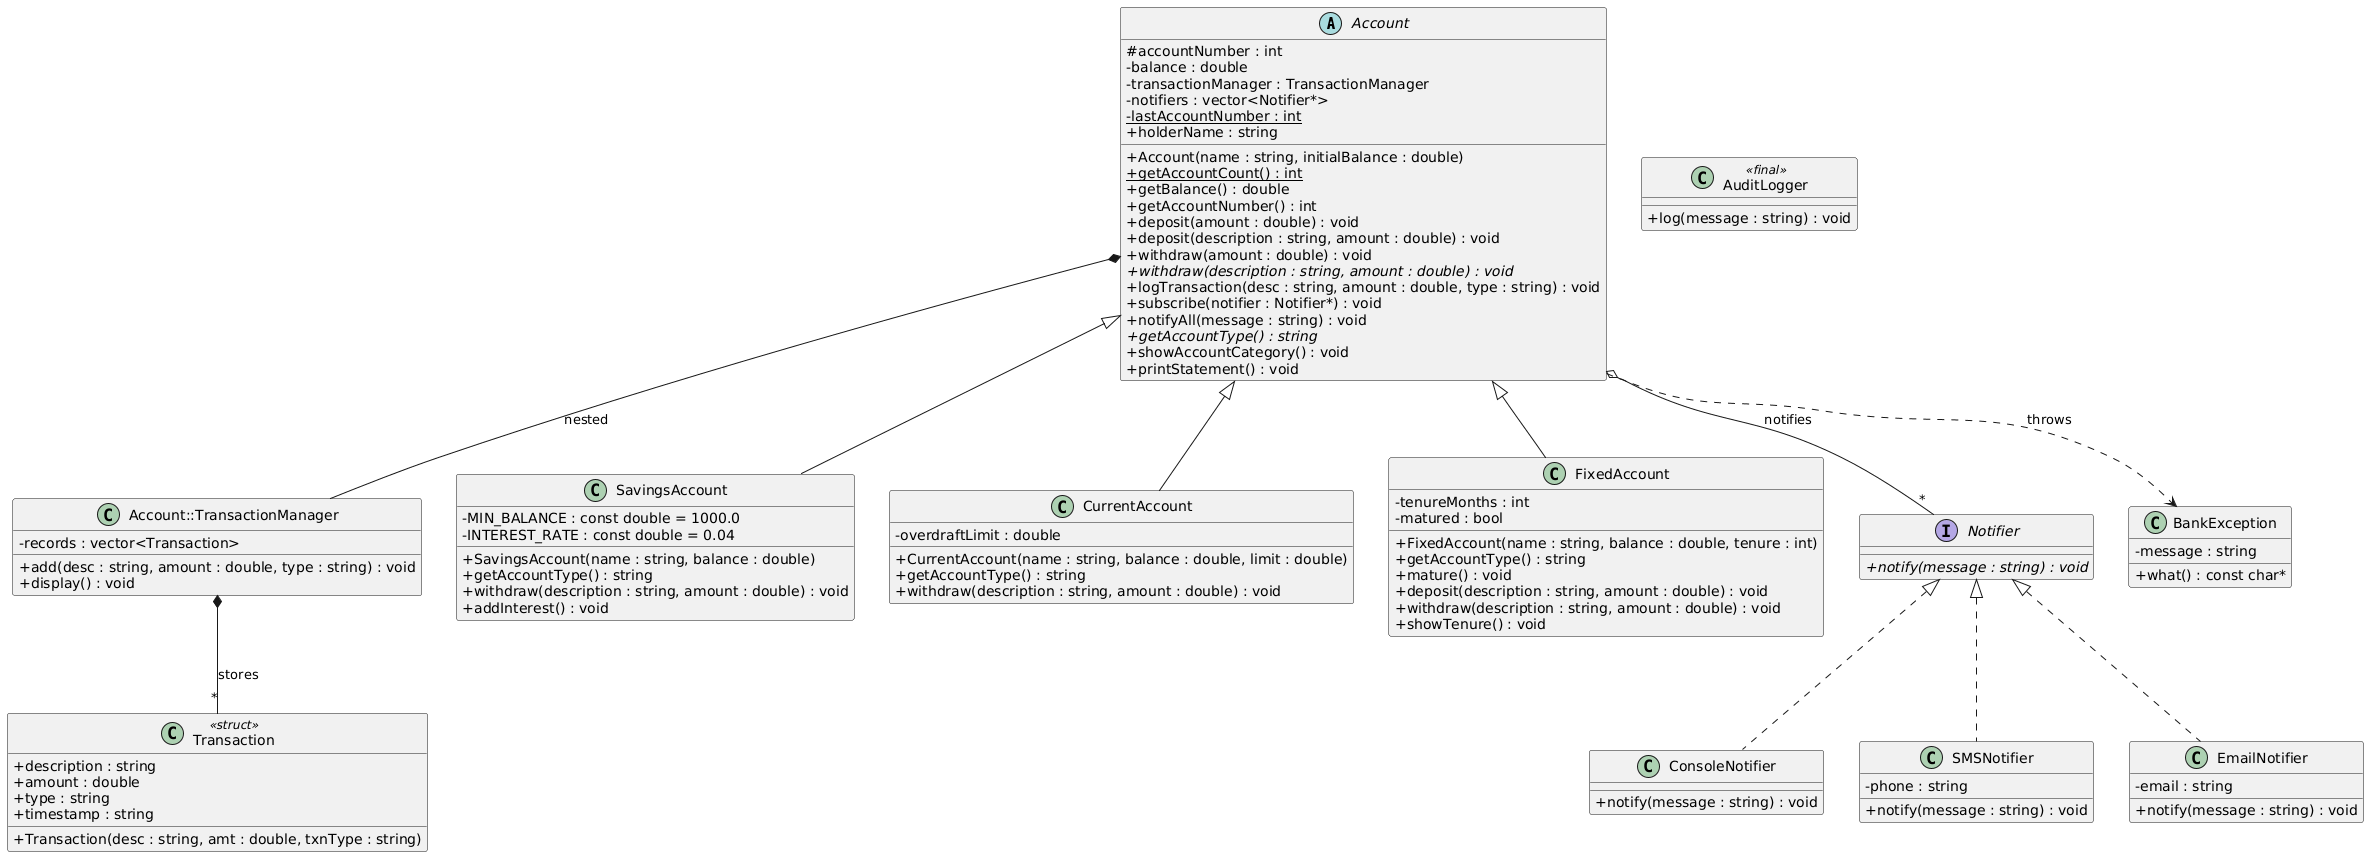 A Account
#accountNumber : int
-balance : double
-transactionManager : TransactionManager
-notifiers : vector<Notifier*>
-lastAccountNumber : int
+holderName : string
+Account(name : string, initialBalance : double)
+getAccountCount() : int
+getBalance() : double
+getAccountNumber() : int
+deposit(amount : double) : void
+deposit(description : string, amount : double) : void
+withdraw(amount : double) : void
+withdraw(description : string, amount : double) : void
+logTransaction(desc : string, amount : double, type : string) : void
+subscribe(notifier : Notifier*) : void
+notifyAll(message : string) : void
+getAccountType() : string
+showAccountCategory() : void
+printStatement() : void
«final»
C AuditLogger
+log(message : string) : void
nested
notifies
throws
C Account::TransactionManager
-records : vector<Transaction>
+add(desc : string, amount : double, type : string) : void
+display() : void
C SavingsAccount
-MIN_BALANCE : const double = 1000.0
-INTEREST_RATE : const double = 0.04
+SavingsAccount(name : string, balance : double)
+getAccountType() : string
+withdraw(description : string, amount : double) : void
+addInterest() : void
C CurrentAccount
-overdraftLimit : double
+CurrentAccount(name : string, balance : double, limit : double)
+getAccountType() : string
+withdraw(description : string, amount : double) : void
C FixedAccount
-tenureMonths : int
-matured : bool
+FixedAccount(name : string, balance : double, tenure : int)
+getAccountType() : string
+mature() : void
+deposit(description : string, amount : double) : void
+withdraw(description : string, amount : double) : void
+showTenure() : void
*
I Notifier
+notify(message : string) : void
C BankException
-message : string
+what() : const char*
stores
*
«struct»
C Transaction
+description : string
+amount : double
+type : string
+timestamp : string
+Transaction(desc : string, amt : double, txnType : string)
C ConsoleNotifier
+notify(message : string) : void
C SMSNotifier
-phone : string
+notify(message : string) : void
C EmailNotifier
-email : string
+notify(message : string) : void